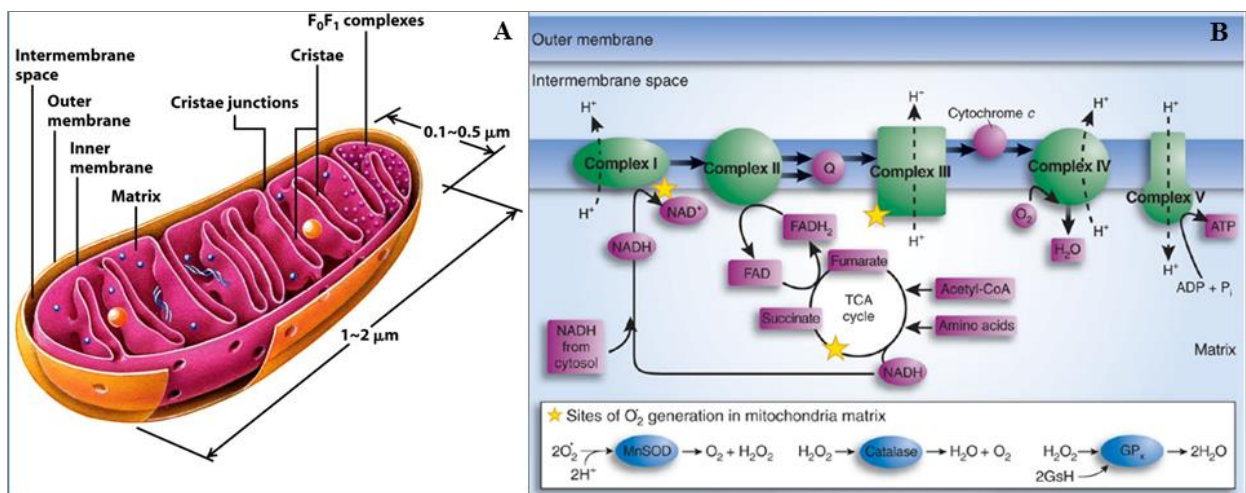 F0F1 complexes
A
Cristae
Intermembrane
space
Outer
membrane
Inner
membrane
Matrix
Cristae junctions
0.1~0.5 μm
1~2 μm
B
Outer membrane
Intermembrane space
H+
H⁻
Cytochrome c
H+
H+
Complex I
Complex II
Q
Complex III
Complex IV
Complex V
H+
NAD+
NADH
FADH2
FAD
Fumarate
H+
O2
H2O
H+
H+
ATP
ADP + Pi
TCA
cycle
Succinate
Acetyl-CoA
Amino acids
NADH
from
cytosol
NADH
Matrix
Sites of O2⁻ generation in mitochondria matrix
2O2•
2H+
MnSOD
O2 + H2O2
H2O2
Catalase
H2O + O2
H2O2
2GsH
GPx
2H2O